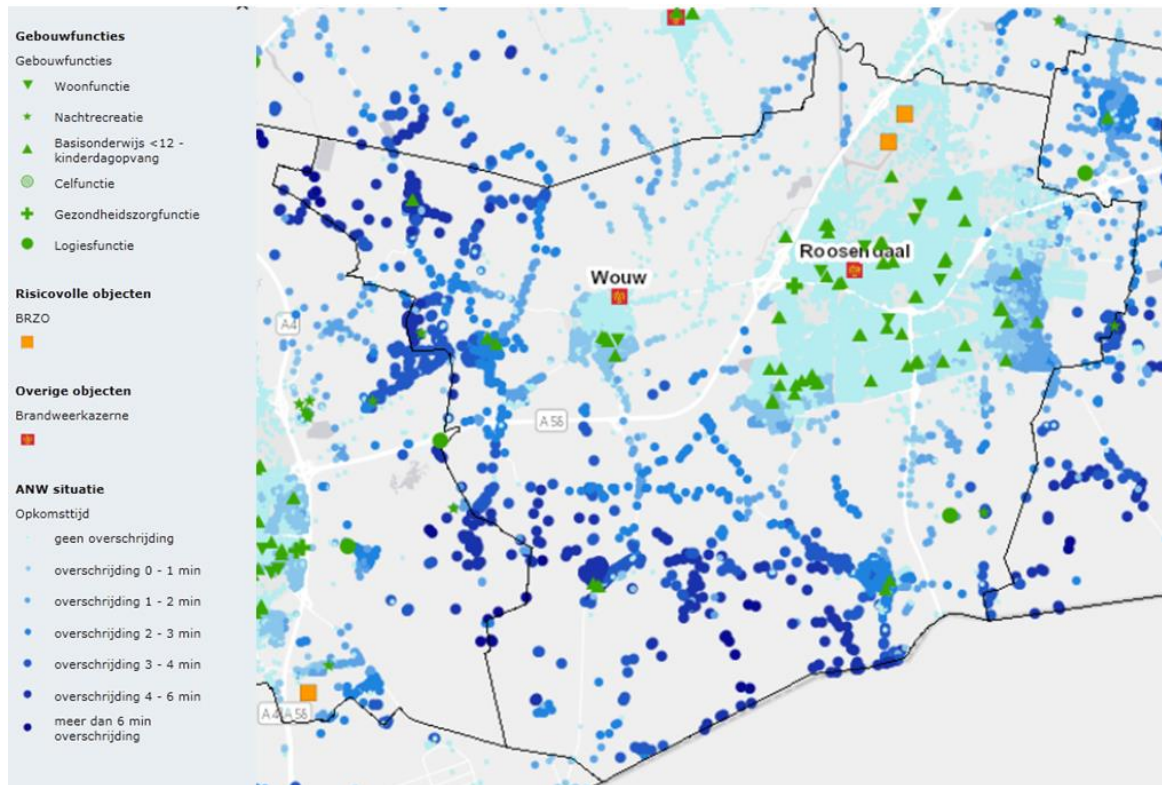 Gebouwfuncties
Gebouwfuncties
Woonfunctie
Nachtrecreatie
Basisonderwijs <12 -
kinderdagopvang
Celfunctie
Gezondheidszorgfunctie
Logiesfunctie
Risicovolle objecten
BRZO
Overige objecten
Brandweerkazerne
ANW situatie
Opkomsttijd
geen overschrijding
overschrijding 0 - 1 min
overschrijding 1 - 2 min
overschrijding 2 - 3 min
overschrijding 3 - 4 min
overschrijding 4 - 6 min
meer dan 6 min
overschrijding
Roosendaal
Wouw
A4
A58
A4
A58